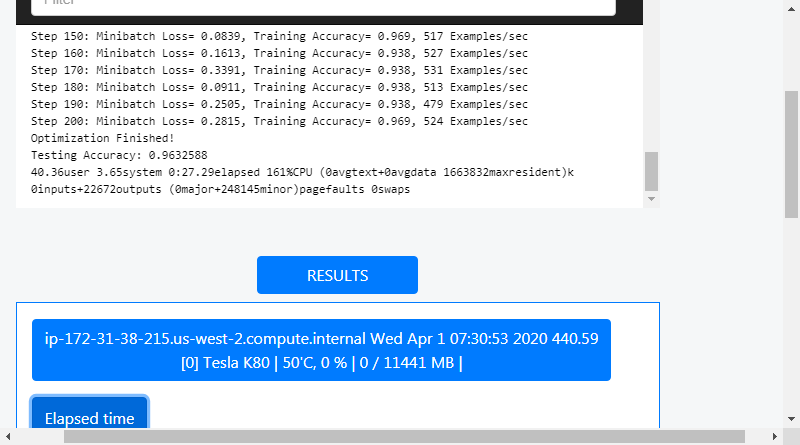 Filter
Step 150: Minibatch Loss= 0.0839, Training Accuracy= 0.969, 517 Examples/sec
Step 160: Minibatch Loss= 0.1613, Training Accuracy= 0.938, 527 Examples/sec
Step 170: Minibatch Loss= 0.3391, Training Accuracy= 0.938, 531 Examples/sec
Step 180: Minibatch Loss= 0.0911, Training Accuracy= 0.938, 513 Examples/sec
Step 190: Minibatch Loss= 0.2505, Training Accuracy= 0.938, 479 Examples/sec
Step 200: Minibatch Loss= 0.2815, Training Accuracy= 0.969, 524 Examples/sec
Optimization Finished!
Testing Accuracy: 0.9632588
40.36user 3.65system 0:27.29elapsed 161%CPU (0avgtext+0avgdata 1663832maxresident)k
0inputs+22672outputs (0major+248145minor)pagefaults 0swaps
RESULTS
ip-172-31-38-215.us-west-2.compute.internal Wed Apr 1 07:30:53 2020 440.59
[0] Tesla K80 | 50'C, 0 % | 0 / 11441 MB |
Elapsed time